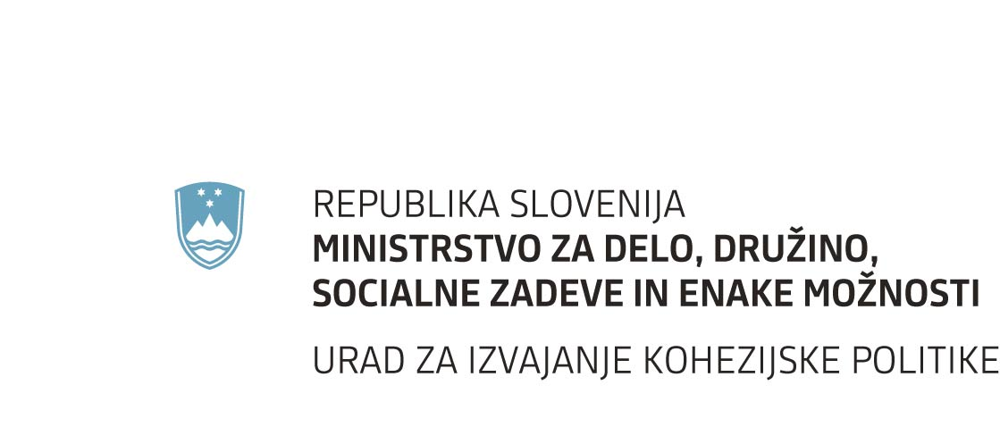 REPUBLIKA SLOVENIJA
MINISTRSTVO ZA DELO, DRUŽINO,
SOCIALNE ZADEVE IN ENAKE MOŽNOSTI
URAD ZA IZVAJANJE KOHEZIJSKE POLITIKE